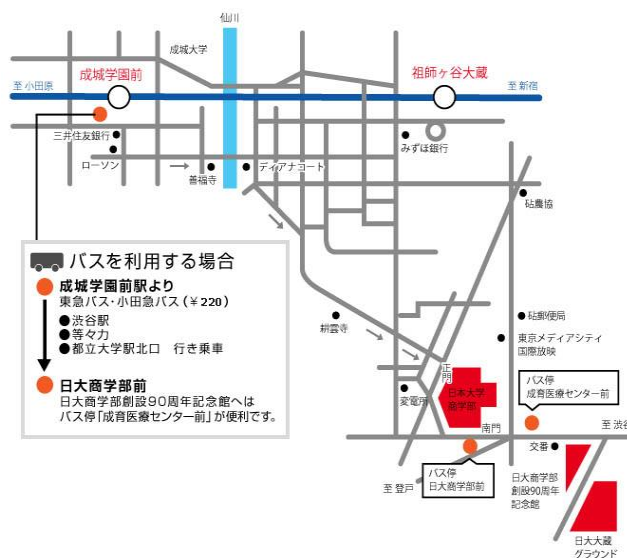 仙川
成城大学
成城学園前
祖師ヶ谷大蔵
至 小田原
至 新宿
三井住友銀行
ローソン
みずほ銀行
善福寺
ディアナコート
砧農協
バスを利用する場合
成城学園前駅より
東急バス・小田急バス（￥220）
●渋谷駅
●等々力
●都立大学駅北口　行き乗車
日大商学部前
日大商学部創設90周年記念館へは
バス停「成育医療センター前」が便利です。
耕雲寺
砧郵便局
東京メディアシティ
国際放映
正門
日本大学
商学部
変電所
バス停
成育医療センター前
南門
至 渋谷
交番
バス停
日大商学部前
至 登戸
日大商学部
創設90周年
記念館
日大大蔵
グラウンド